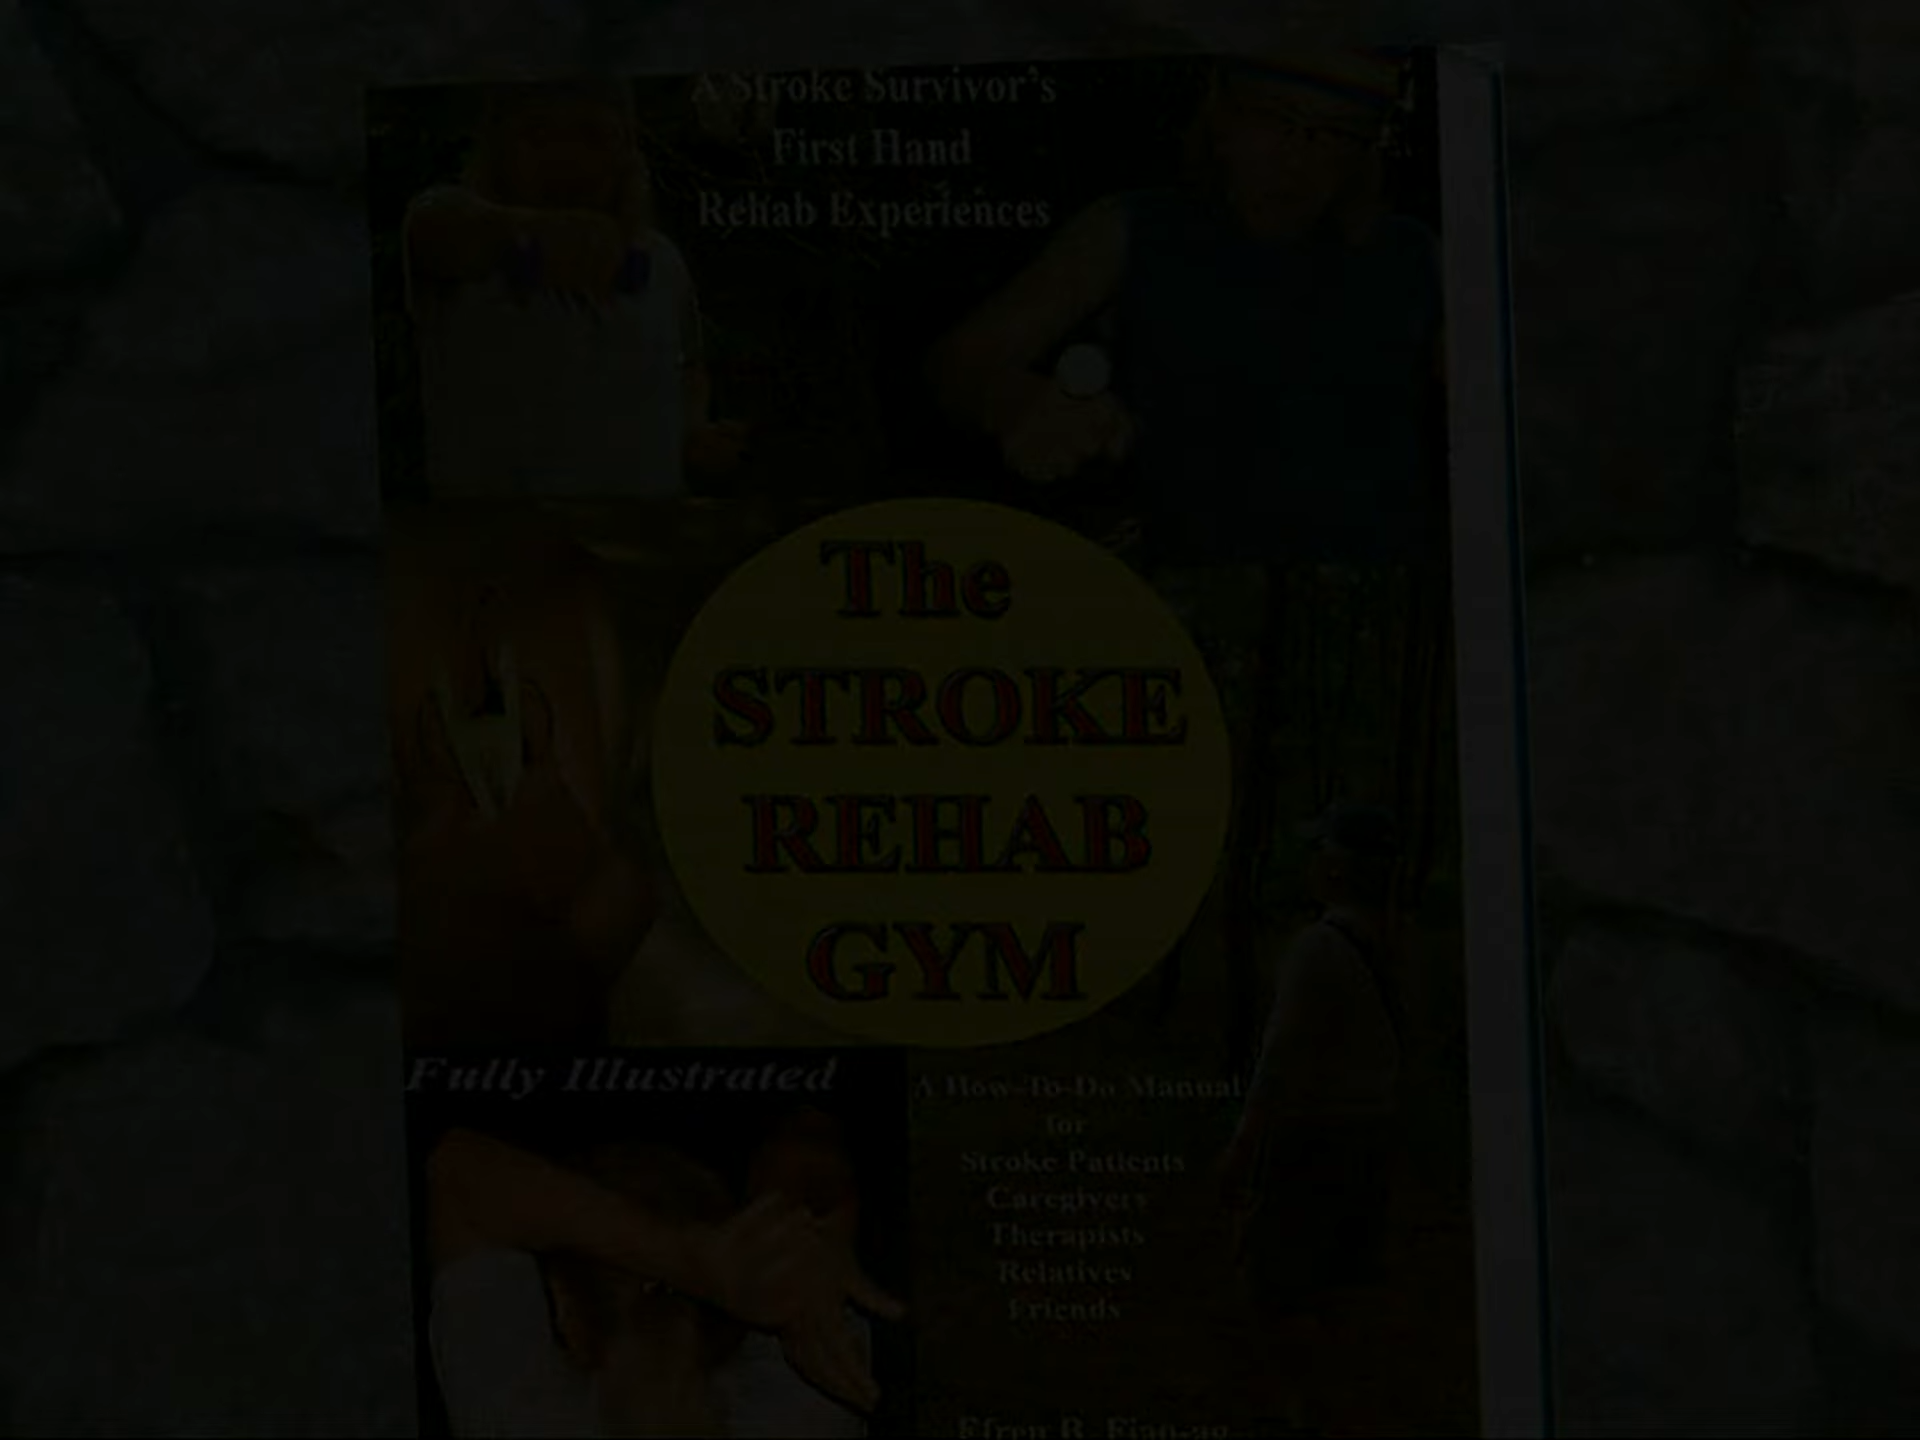 A Stroke Survivor's
First Hand
Rehab Experiences
The
STROKE
REHAB
GYM
Fully Illustrated
A How-To-Do Manual
for
Stroke Patients
Caregivers
Therapists
Relatives
Friends
Efren R.